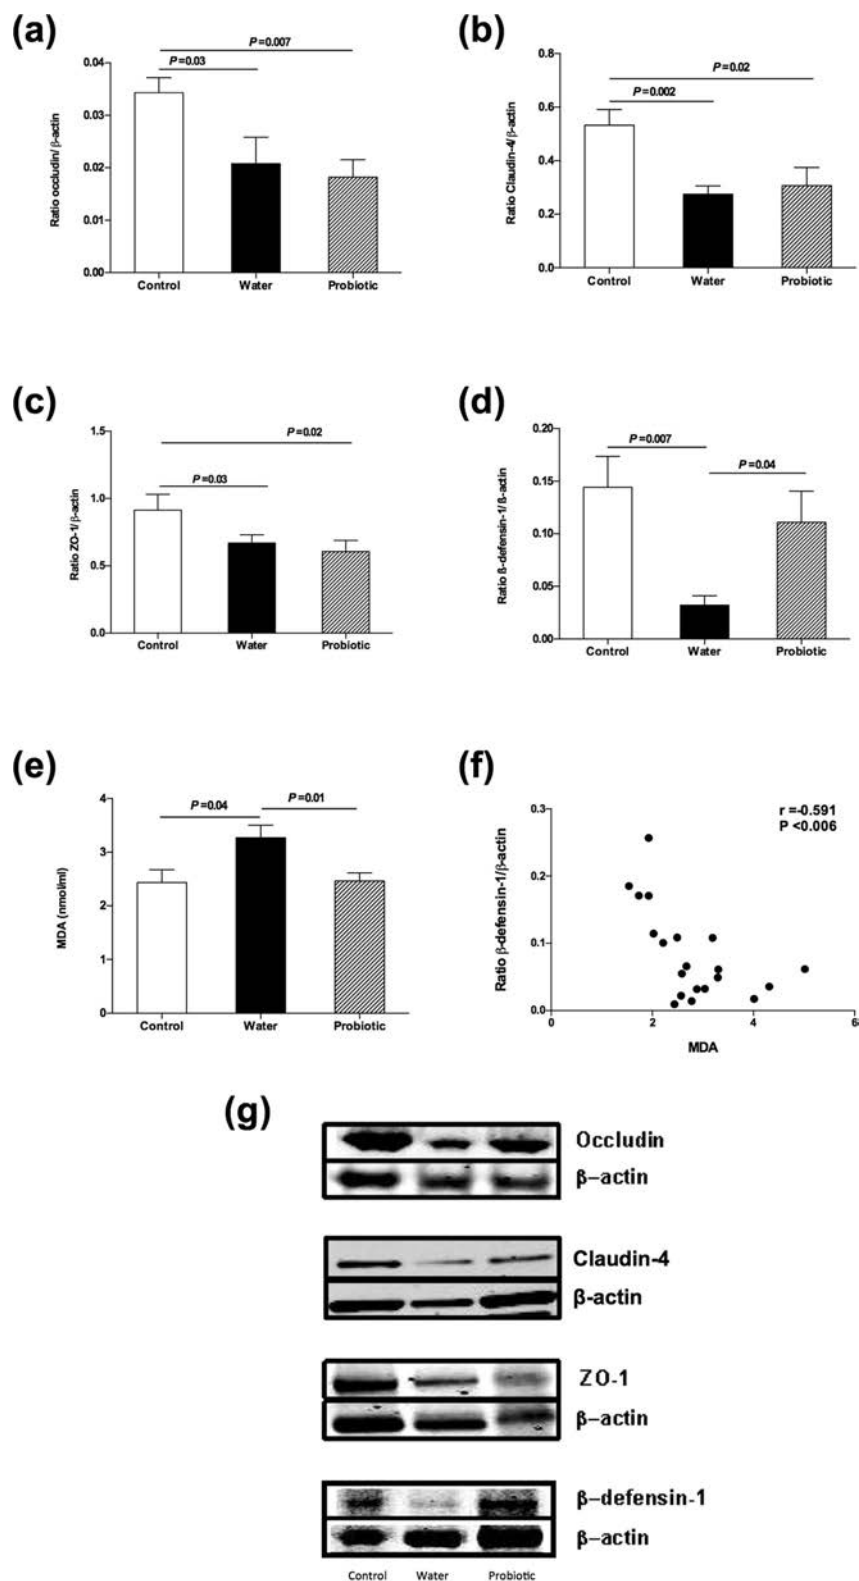 (a)
P=0.007
P=0.03
0.04
0.03
0.02
0.01
0.00
Ratio occludin/β-actin
Control Water Probiotic
(b)
0.8
P=0.02
P=0.002
0.6
0.4
0.2
0.0
Ratio Claudin-4/β-actin
Control Water Probiotic
(c)
1.5
P=0.02
P=0.03
1.0
0.5
0.0
Ratio ZO-1/β-actin
Control Water Probiotic
(d)
0.20
P=0.007
P=0.04
0.15
0.10
0.05
0.00
Ratio ß-defensin-1/ß-actin
Control Water Probiotic
(e)
4
P=0.04
P=0.01
3
2
1
0
MDA (nmol/ml)
Control Water Probiotic
(f)
0.3
r =-0.591
P <0.006
0.2
0.1
0.0
Ratio β-defensin-1/β-actin
0 2 4 6
MDA
(g)
Occludin
β–actin
Claudin-4
β-actin
ZO-1
β–actin
β–defensin-1
β–actin
Control Water Probiotic